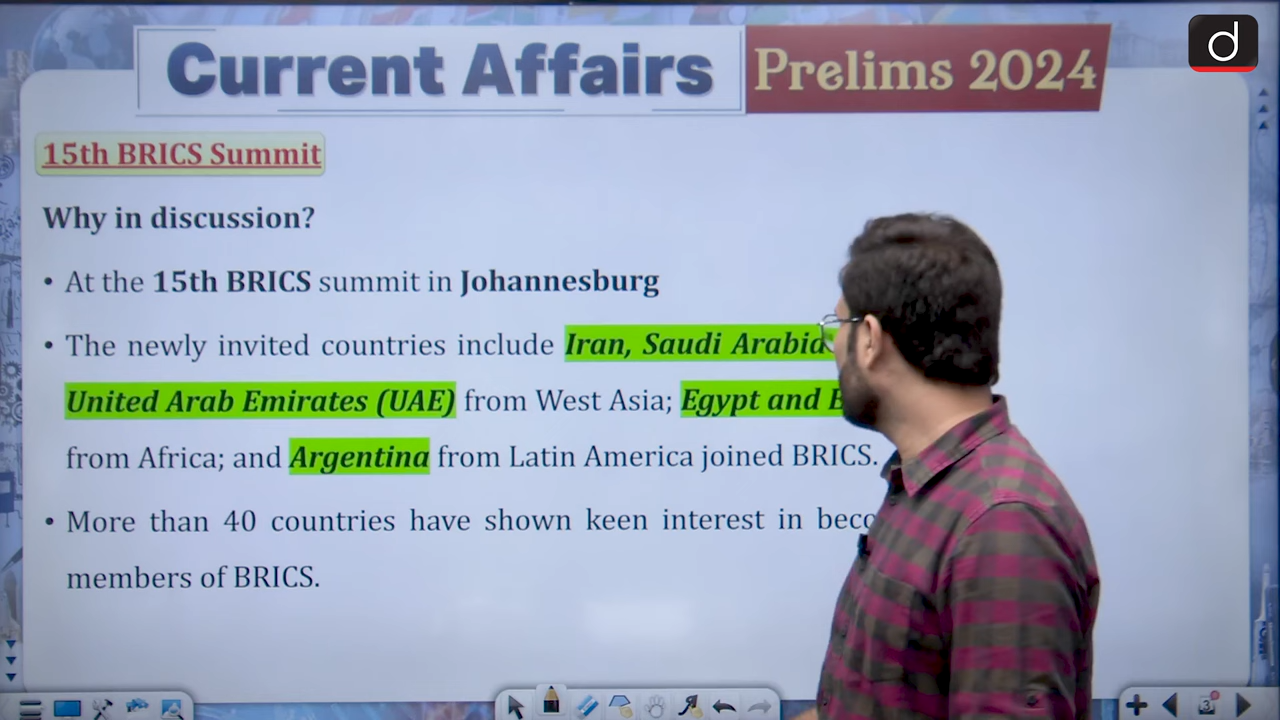 Current Affairs Prelims 2024
d
15th BRICS Summit
Why in discussion?
• At the 15th BRICS summit in Johannesburg
• The newly invited countries include Iran, Saudi Arabia
United Arab Emirates (UAE) from West Asia; Egypt and
from Africa; and Argentina from Latin America joined BRICS.
• More than 40 countries have shown keen interest in
members of BRICS.
3